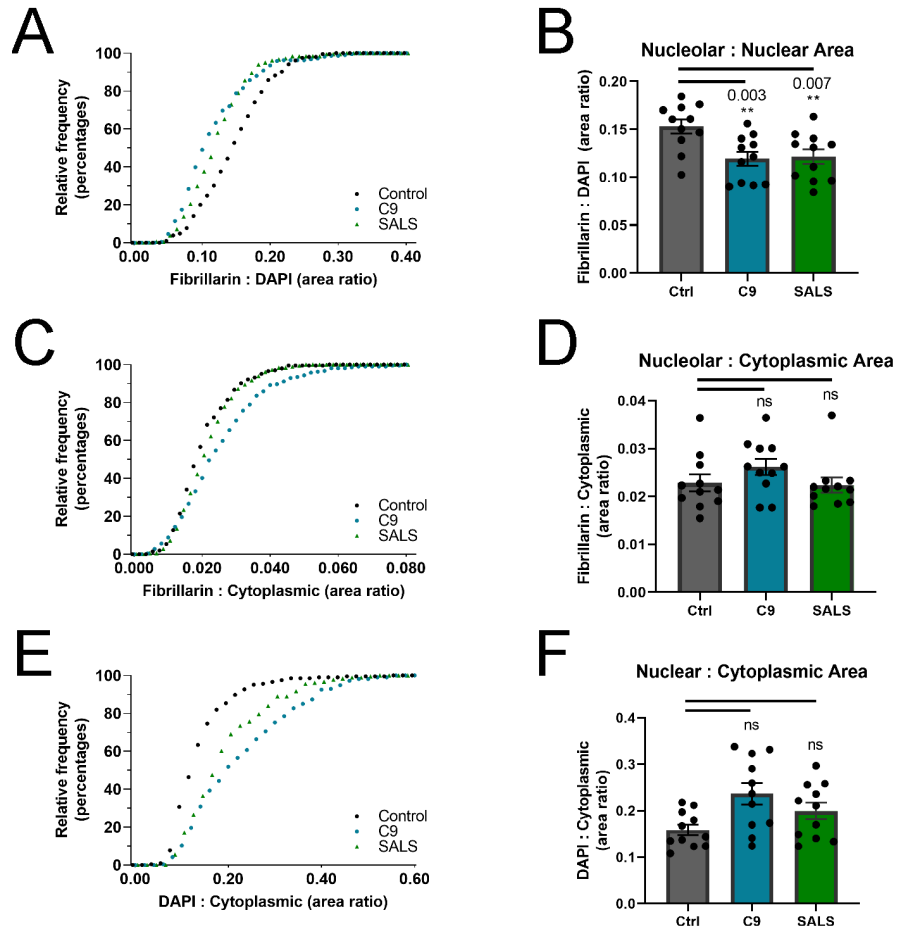 A
Relative frequency
(percentages)
100
80
60
40
20
0
0.00 0.10 0.20 0.30 0.40
Fibrillarin : DAPI (area ratio)
Control
C9
SALS
B
Nucleolar : Nuclear Area
Fibrillarin : DAPI (area ratio)
0.20
0.15
0.10
0.05
0.00
0.003
**
0.007
**
Ctrl C9 SALS
C
Relative frequency
(percentages)
100
80
60
40
20
0
0.000 0.020 0.040 0.060 0.080
Fibrillarin : Cytoplasmic (area ratio)
Control
C9
SALS
D
Nucleolar : Cytoplasmic Area
Fibrillarin : Cytoplasmic
(area ratio)
0.04
0.03
0.02
0.01
0.00
ns
ns
Ctrl C9 SALS
E
Relative frequency
(percentages)
100
80
60
40
20
0
0.00 0.20 0.40 0.60
DAPI : Cytoplasmic (area ratio)
Control
C9
SALS
F
Nuclear : Cytoplasmic Area
DAPI : Cytoplasmic
(area ratio)
0.4
0.3
0.2
0.1
0.0
ns
ns
Ctrl C9 SALS